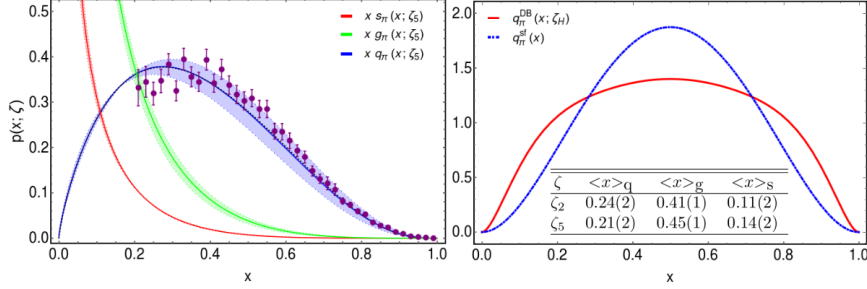 x s_π (x; ζ_5)
x g_π (x; ζ_5)
x q_π (x; ζ_5)
p(x; ζ)
0.5
0.4
0.3
0.2
0.1
0.0
0.0 0.2 0.4 0.6 0.8 1.0
x
q_π^DB (x; ζ_H)
q_π^sf (x)
2.0
1.5
1.0
0.5
0.0
ζ <x>_q <x>_g <x>_s
ζ_2 0.24(2) 0.41(1) 0.11(2)
ζ_5 0.21(2) 0.45(1) 0.14(2)
0.0 0.2 0.4 0.6 0.8 1.0
x